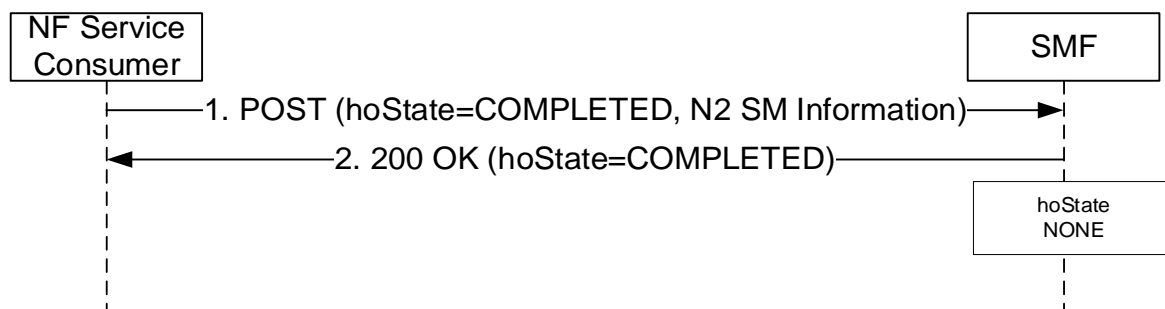 NF Service
Consumer
SMF
1. POST (hoState=COMPLETED, N2 SM Information)
2. 200 OK (hoState=COMPLETED)
hoState
NONE